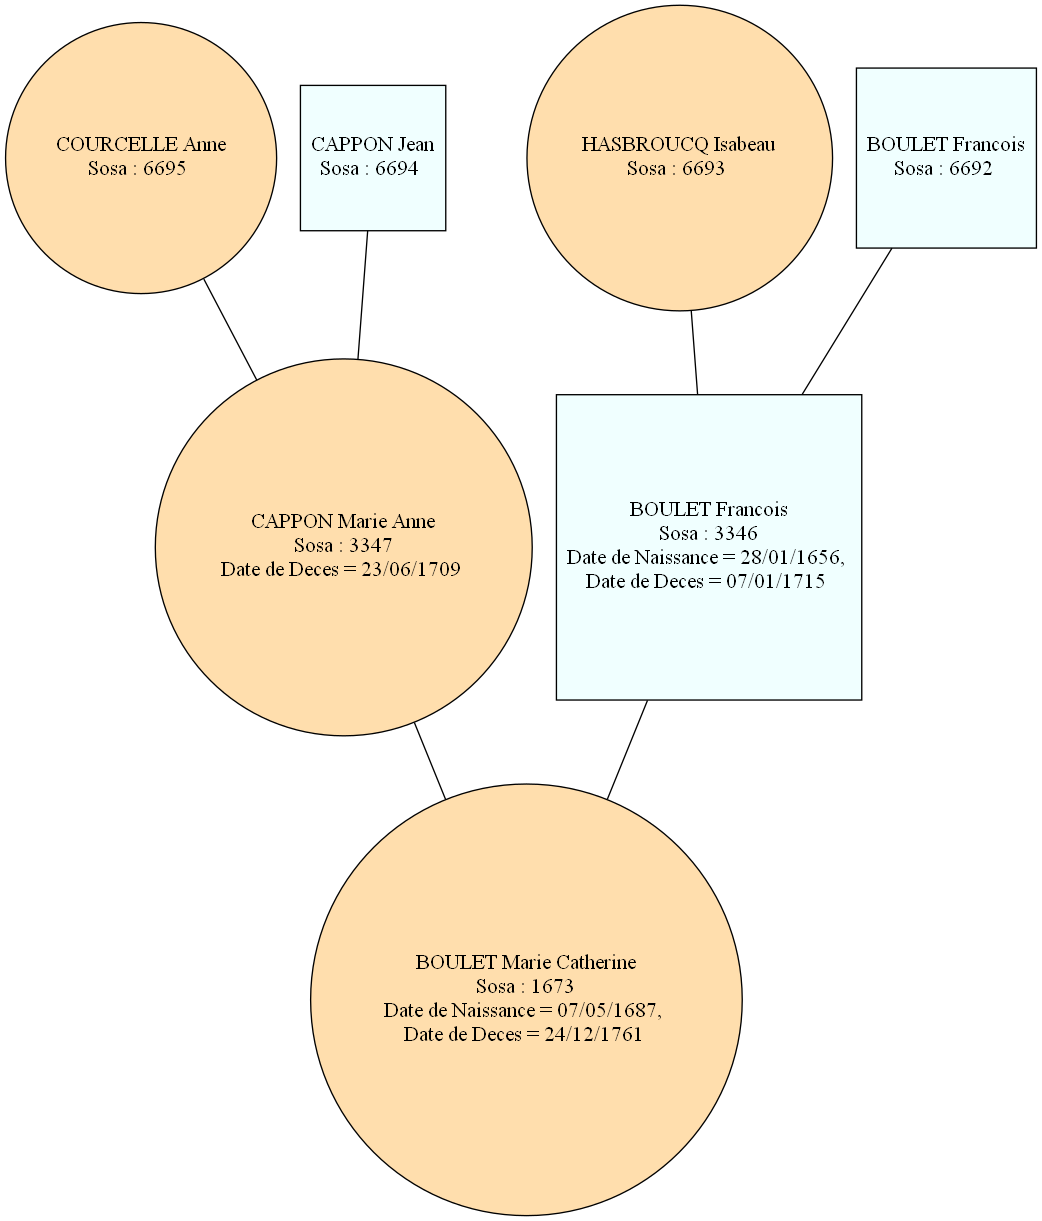 COURCELLE Anne
Sosa : 6695
CAPPON Jean
Sosa : 6694
HASBROUCQ Isabeau
Sosa : 6693
BOULET Francois
Sosa : 6692
CAPPON Marie Anne
Sosa : 3347
Date de Deces = 23/06/1709
BOULET Francois
Sosa : 3346
Date de Naissance = 28/01/1656,
Date de Deces = 07/01/1715
BOULET Marie Catherine
Sosa : 1673
Date de Naissance = 07/05/1687,
Date de Deces = 24/12/1761